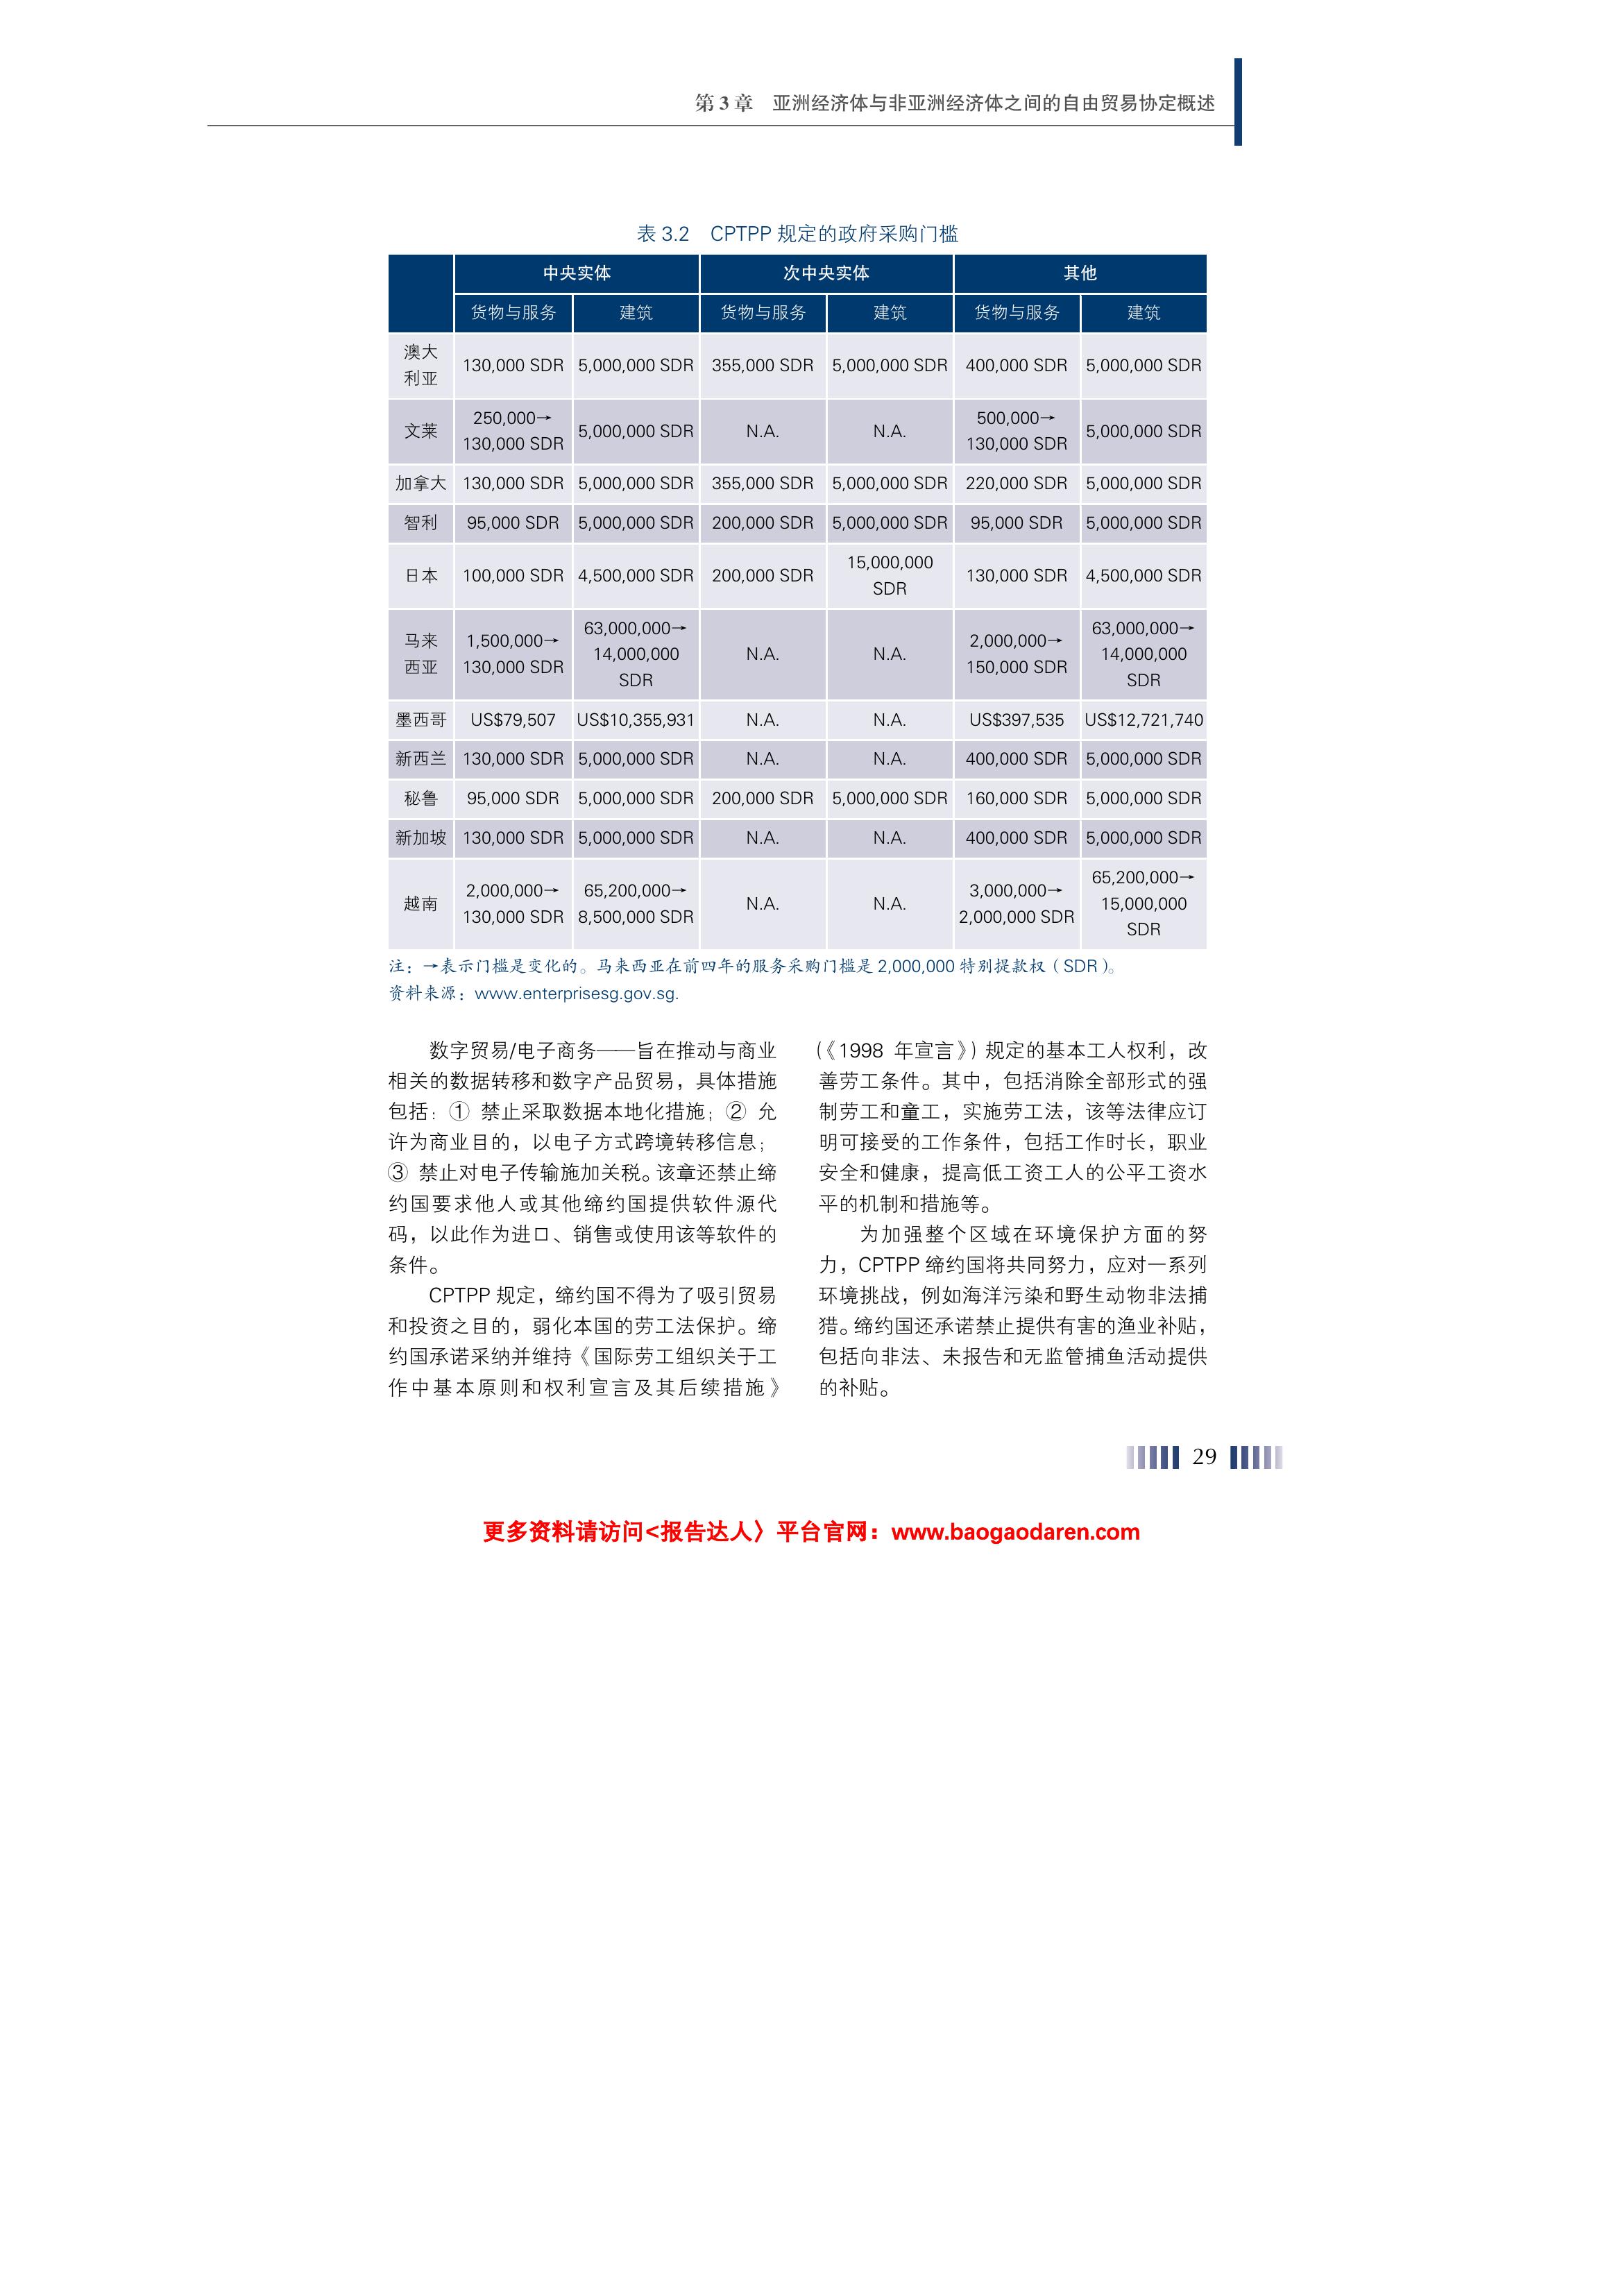 第 3 章 亚洲经济体与非亚洲经济体之间的自由贸易协定概述
表 3.2 CPTPP 规定的政府采购门槛
中央实体 次中央实体 其他
货物与服务 建筑 货物与服务 建筑 货物与服务 建筑
澳大利亚 130,000 SDR 5,000,000 SDR 355,000 SDR 5,000,000 SDR 400,000 SDR 5,000,000 SDR
文莱 250,000→130,000 SDR 5,000,000 SDR N.A. N.A. 500,000→130,000 SDR 5,000,000 SDR
加拿大 130,000 SDR 5,000,000 SDR 355,000 SDR 5,000,000 SDR 220,000 SDR 5,000,000 SDR
智利 95,000 SDR 5,000,000 SDR 200,000 SDR 5,000,000 SDR 95,000 SDR 5,000,000 SDR
日本 100,000 SDR 4,500,000 SDR 200,000 SDR 15,000,000 SDR 130,000 SDR 4,500,000 SDR
马来西亚 1,500,000→130,000 SDR 63,000,000→14,000,000 SDR N.A. N.A. 2,000,000→150,000 SDR 63,000,000→14,000,000 SDR
墨西哥 US$79,507 US$10,355,931 N.A. N.A. US$397,535 US$12,721,740
新西兰 130,000 SDR 5,000,000 SDR N.A. N.A. 400,000 SDR 5,000,000 SDR
秘鲁 95,000 SDR 5,000,000 SDR 200,000 SDR 5,000,000 SDR 160,000 SDR 5,000,000 SDR
新加坡 130,000 SDR 5,000,000 SDR N.A. N.A. 400,000 SDR 5,000,000 SDR
越南 2,000,000→130,000 SDR 65,200,000→8,500,000 SDR N.A. N.A. 3,000,000→2,000,000 SDR 65,200,000→15,000,000 SDR
注：→表示门槛是变化的。马来西亚在前四年的服务采购门槛是 2,000,000 特别提款权（SDR）。
资料来源：www.enterprisesg.gov.sg.
数字贸易/电子商务——旨在推动与商业
相关的数据转移和数字产品贸易，具体措施
包括：① 禁止采取数据本地化措施；② 允
许为商业目的，以电子方式跨境转移信息；
③ 禁止对电子传输施加关税。该章还禁止缔
约国要求他人或其他缔约国提供软件源代
码，以此作为进口、销售或使用该等软件的
条件。
CPTPP 规定，缔约国不得为了吸引贸易
和投资之目的，弱化本国的劳工法保护。缔
约国承诺采纳并维持《国际劳工组织关于工
作中基本原则和权利宣言及其后续措施》
(《1998 年宣言》) 规定的基本工人权利，改
善劳工条件。其中，包括消除全部形式的强
制劳工和童工，实施劳工法，该等法律应订
明可接受的工作条件，包括工作时长，职业
安全和健康，提高低工资工人的公平工资水
平的机制和措施等。
为加强整个区域在环境保护方面的努
力，CPTPP 缔约国将共同努力，应对一系列
环境挑战，例如海洋污染和野生动物非法捕
猎。缔约国还承诺禁止提供有害的渔业补贴，
包括向非法、未报告和无监管捕鱼活动提供
的补贴。
29
更多资料请访问<报告达人〉平台官网：www.baogaodaren.com